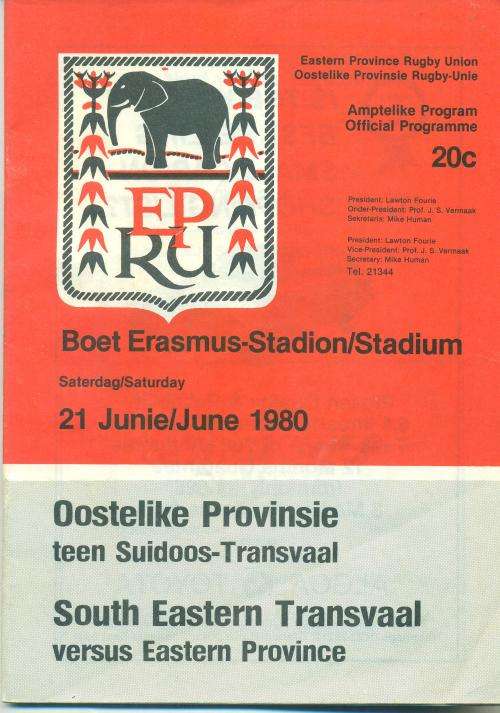 Eastern Province Rugby Union
Oostelike Provinsie Rugby-Unie
Amptelike Program
Official Programme
20c
President: Lawton Fourie
Onder-President: Prof. J. S. Vermaak
Sekretaris: Mike Human
President: Lawton Fourie
Vice-President: Prof. J. S. Vermaak
Secretary: Mike Human
Tel. 21344
EP
RU
Boet Erasmus-Stadion/Stadium
Saterdag/Saturday
21 Junie/June 1980
Oostelike Provinsie
teen Suidoos-Transvaal
South Eastern Transvaal
versus Eastern Province